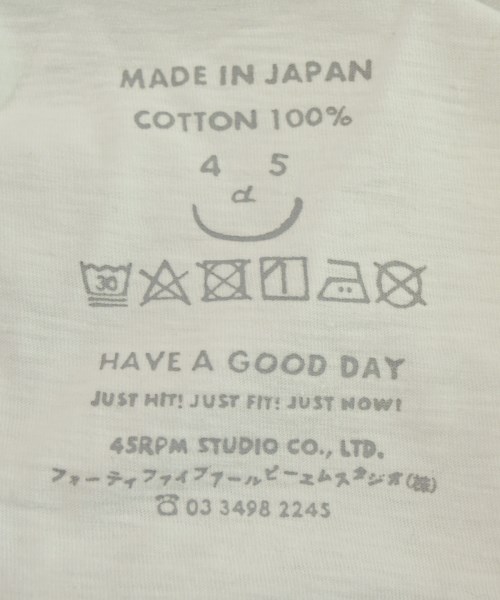 MADE IN JAPAN
COTTON 100%
4 5
d
30
HAVE A GOOD DAY
JUST HIT! JUST FIT! JUST NOW!
45RPM STUDIO CO., LTD.
フォーティファイブアールピーエムスタジオ(株)
☎ 03 3498 2245